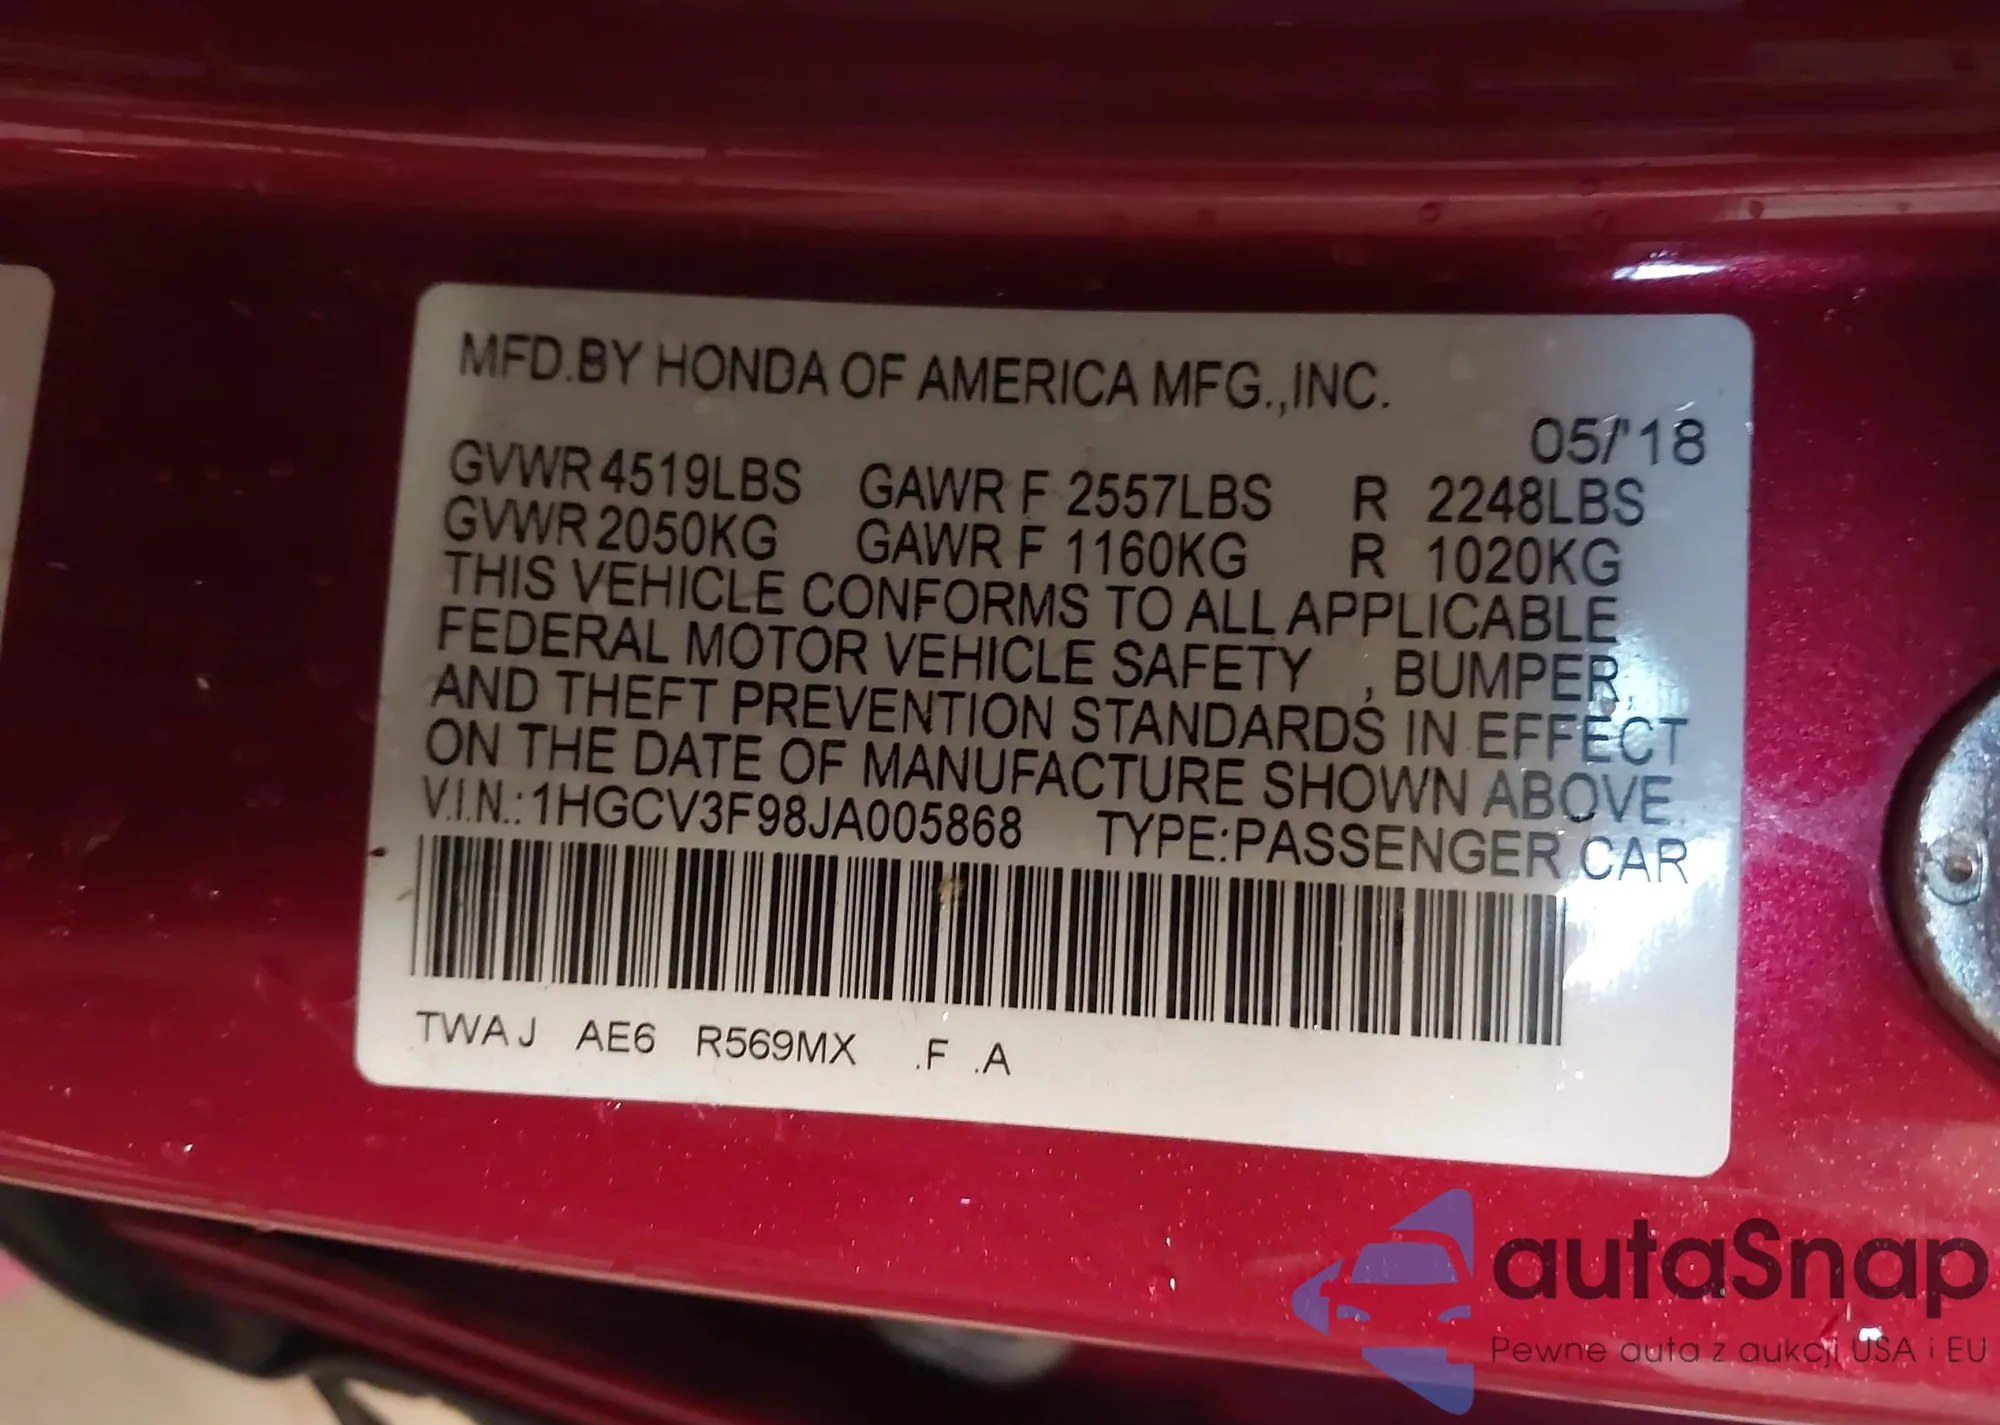 MFD.BY HONDA OF AMERICA MFG.,INC.
05/'18
GVWR 4519LBS GAWR F 2557LBS R 2248LBS
GVWR 2050KG GAWR F 1160KG R 1020KG
THIS VEHICLE CONFORMS TO ALL APPLICABLE
FEDERAL MOTOR VEHICLE SAFETY , BUMPER,
AND THEFT PREVENTION STANDARDS IN EFFECT
ON THE DATE OF MANUFACTURE SHOWN ABOVE.
V.I.N.: 1HGCV3F98JA005868 TYPE:PASSENGER CAR
TWAJ AE6 R569MX .F .A
autaSnap
Pewne auta z aukcji USA i EU